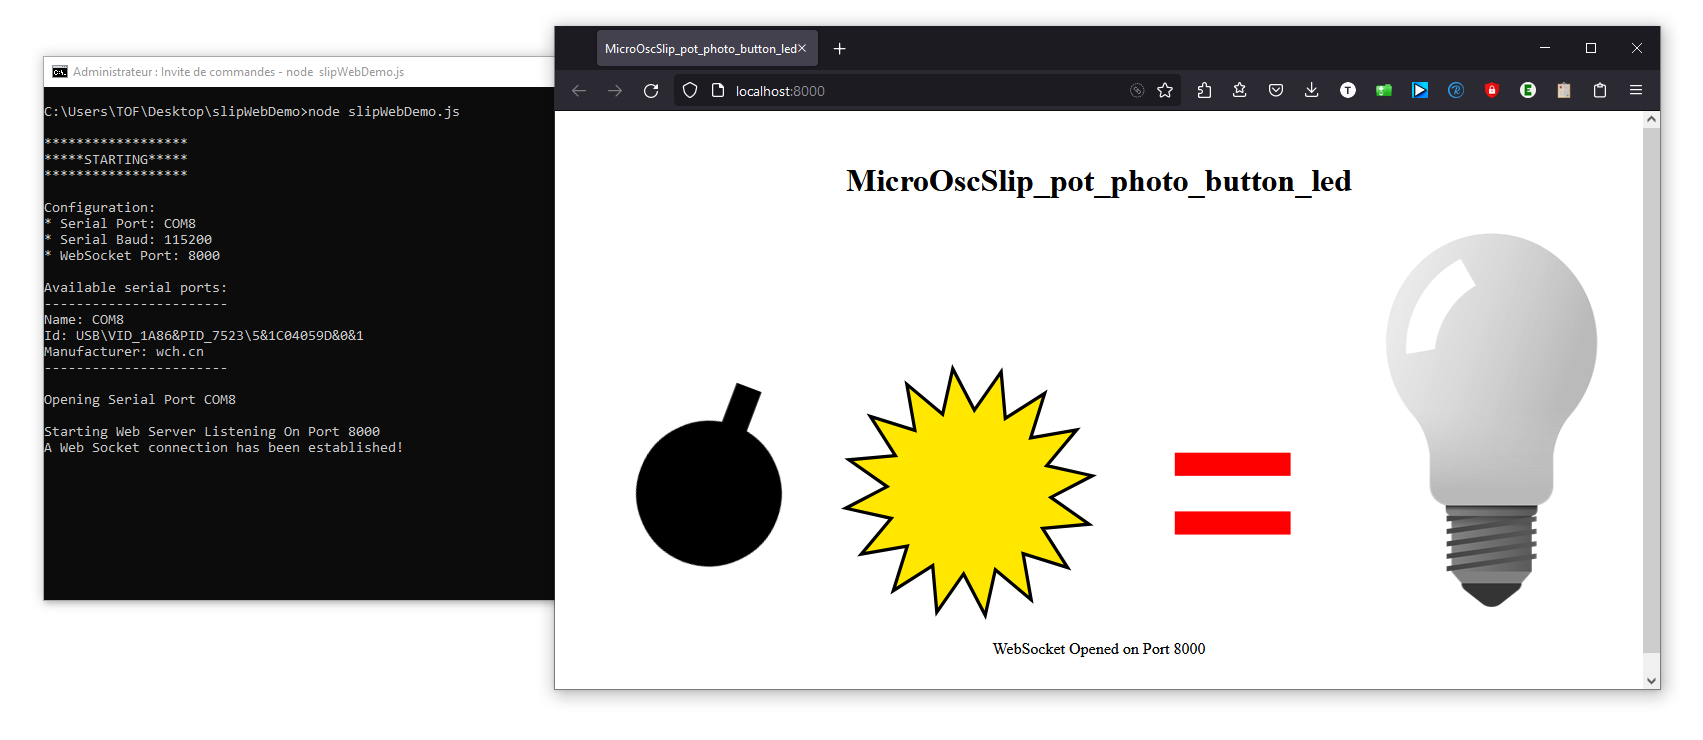 Administrateur : Invite de commandes - node  slipWebDemo.js
C:\Users\TOF\Desktop\slipWebDemo>node slipWebDemo.js
******************
*****STARTING*****
******************
Configuration:
* Serial Port: COM8
* Serial Baud: 115200
* WebSocket Port: 8000
Available serial ports:
-----------------------
Name: COM8
Id: USB\VID_1A86&PID_7523\5&1C04059D&0&1
Manufacturer: wch.cn
-----------------------
Opening Serial Port COM8
Starting Web Server Listening On Port 8000
A Web Socket connection has been established!
MicroOscSlip_pot_photo_button_led
localhost:8000
MicroOscSlip_pot_photo_button_led
WebSocket Opened on Port 8000